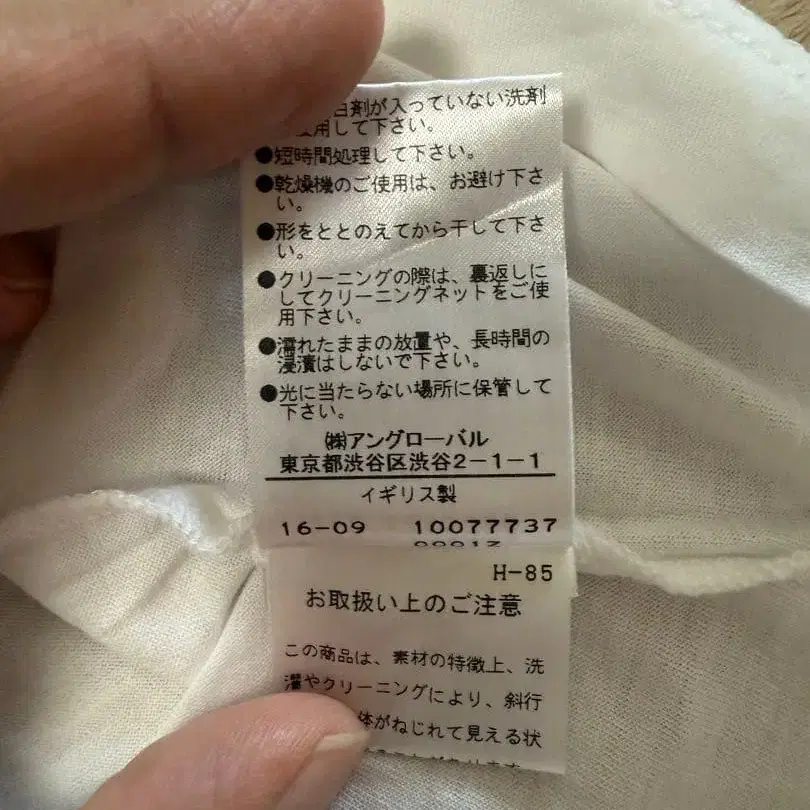 白剤が入っていない洗剤
使用して下さい。
●短時間処理して下さい。
●乾燥機のご使用は、お避け下さ
い。
●形をととのえてから干して下さ
い。
●クリーニングの際は、裏返しに
してクリーニングネットをご使
用下さい。
●濡れたままの放置や、長時間の
浸漬はしないで下さい。
●光に当たらない場所に保管して
下さい。
㈱アングローバル
東京都渋谷区渋谷2-1-1
イギリス製
16-09 10077737
H-85
お取扱い上のご注意
この商品は、素材の特徴上、洗
濯やクリーニングにより、斜行
体がねじれて見える状